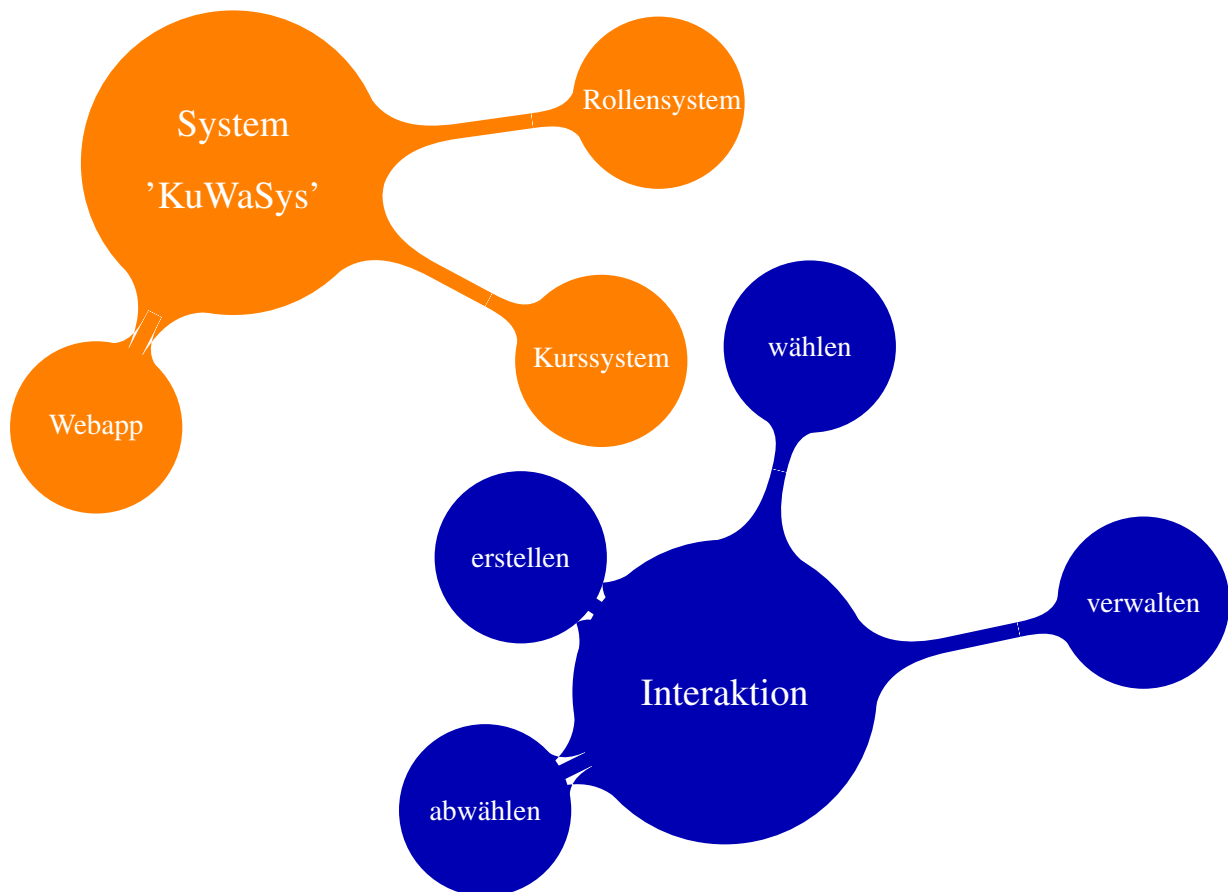 System
’KuWaSys’
Rollensystem
Kurssystem
Webapp
wählen
erstellen
verwalten
Interaktion
abwählen